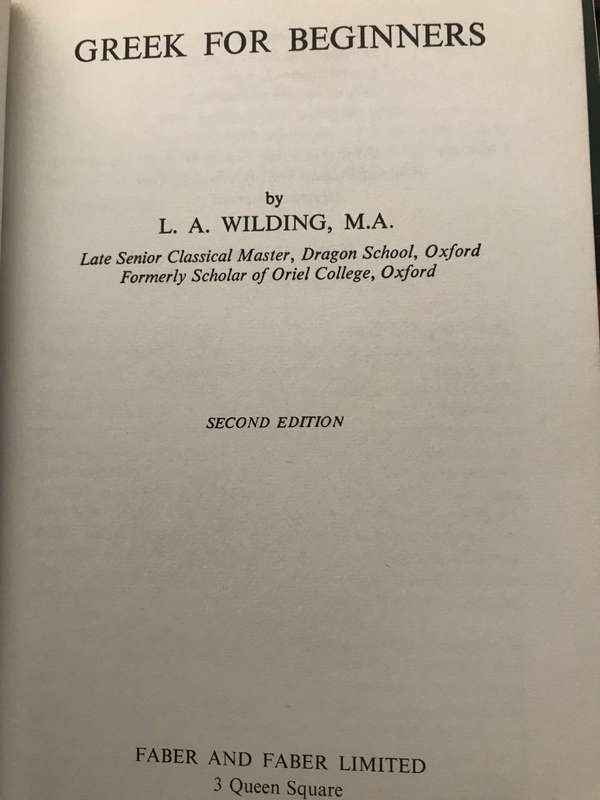 GREEK FOR BEGINNERS
by
L. A. WILDING, M.A.
Late Senior Classical Master, Dragon School, Oxford
Formerly Scholar of Oriel College, Oxford
SECOND EDITION
FABER AND FABER LIMITED
3 Queen Square